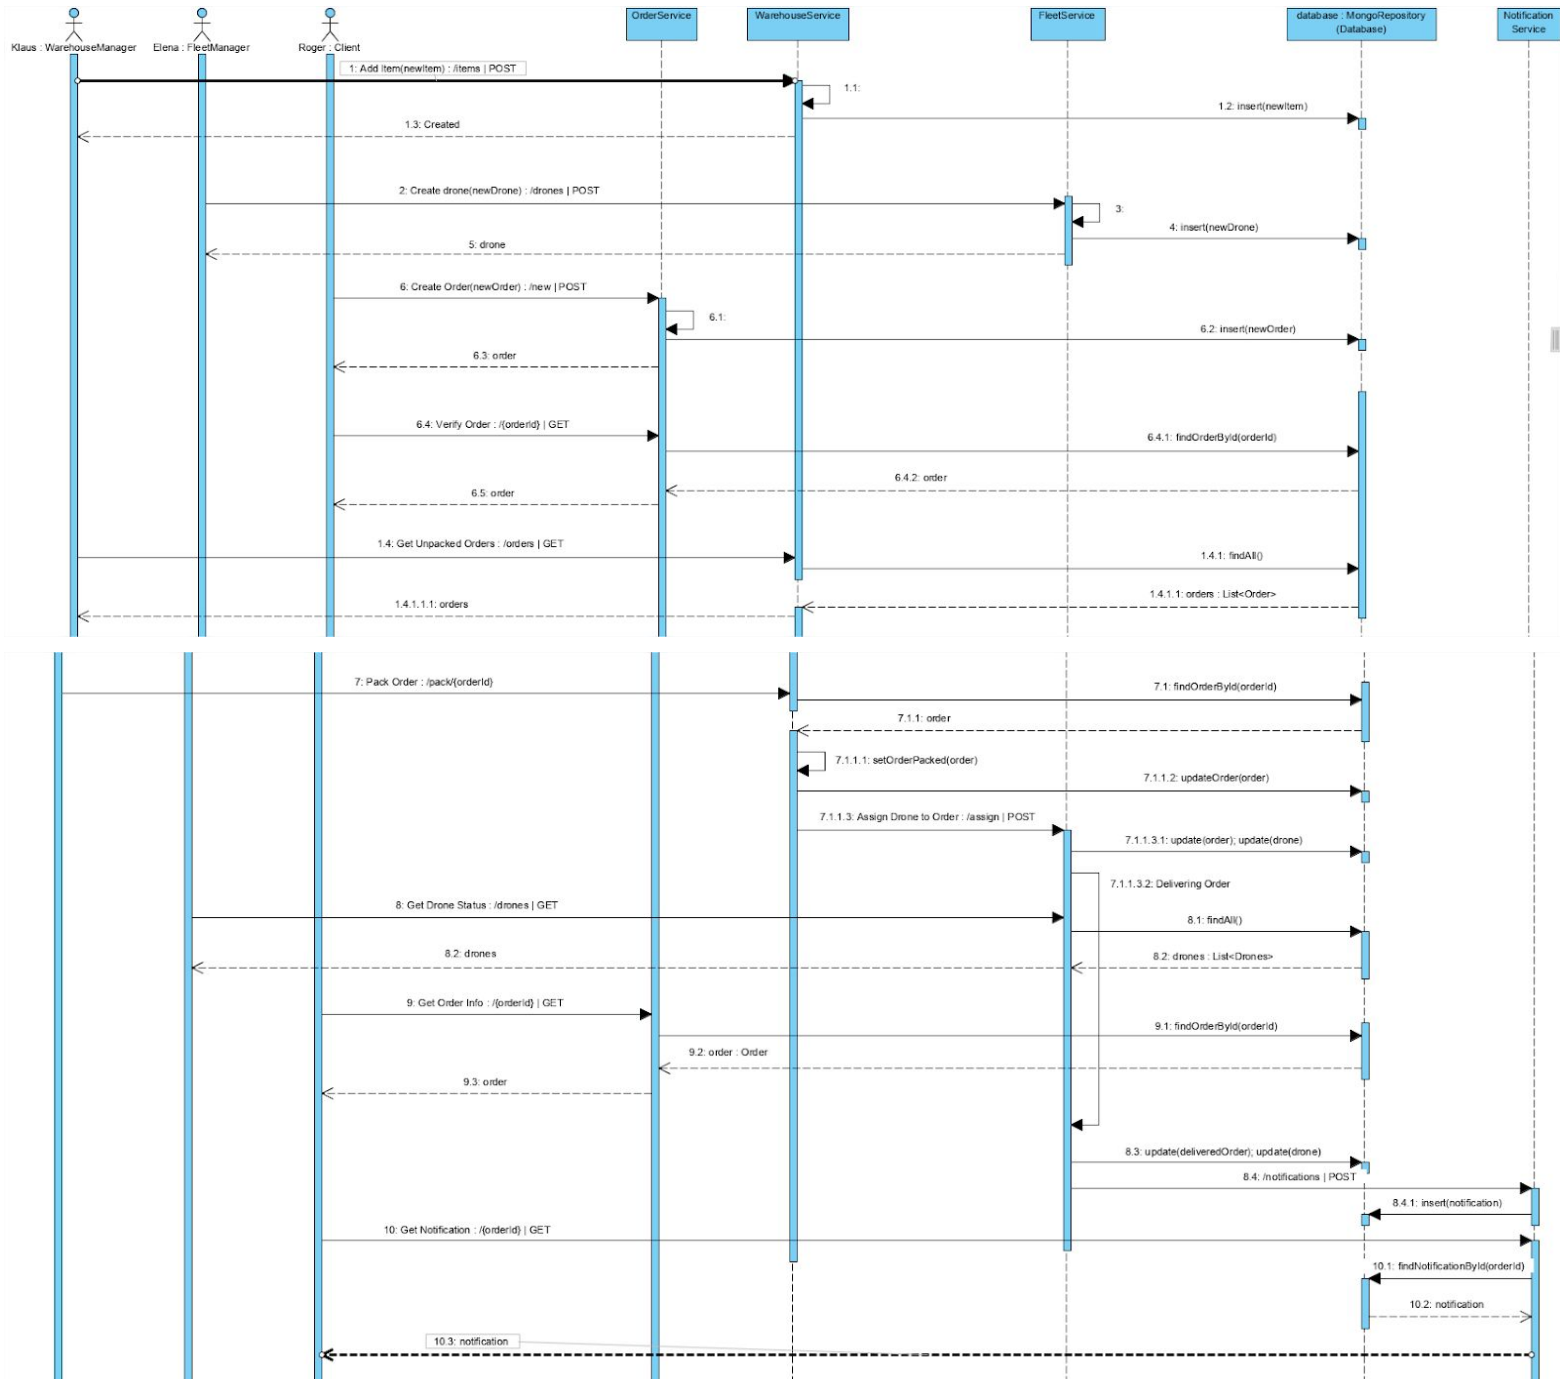 OrderService
WarehouseService
FleetService
database : MongoRepository
(Database)
Notification
Service
Klaus : WarehouseManager
Elena : FleetManager
Roger : Client
1: Add Item(newItem) : /items | POST
1.1:
1.2: insert(newItem)
1.3: Created
2: Create drone(newDrone) : /drones | POST
3:
4: insert(newDrone)
5: drone
6: Create Order(newOrder) : /new | POST
6.1:
6.2: insert(newOrder)
6.3: order
6.4: Verify Order : /{orderId} | GET
6.4.1: findOrderById(orderId)
6.4.2: order
6.5: order
1.4: Get Unpacked Orders : /orders | GET
1.4.1: findAll()
1.4.1.1: orders : List<Order>
1.4.1.1.1: orders
7: Pack Order : /pack/{orderId}
7.1: findOrderById(orderId)
7.1.1: order
7.1.1.1: setOrderPacked(order)
7.1.1.2: updateOrder(order)
7.1.1.3: Assign Drone to Order : /assign | POST
7.1.1.3.1: update(order); update(drone)
7.1.1.3.2: Delivering Order
8: Get Drone Status : /drones | GET
8.1: findAll()
8.2: drones
8.2: drones : List<Drones>
9: Get Order Info : /{orderId} | GET
9.1: findOrderById(orderId)
9.2: order : Order
9.3: order
8.3: update(deliveredOrder); update(drone)
8.4: /notifications | POST
8.4.1: insert(notification)
10: Get Notification : /{orderId} | GET
10.1: findNotificationById(orderId)
10.2: notification
10.3: notification